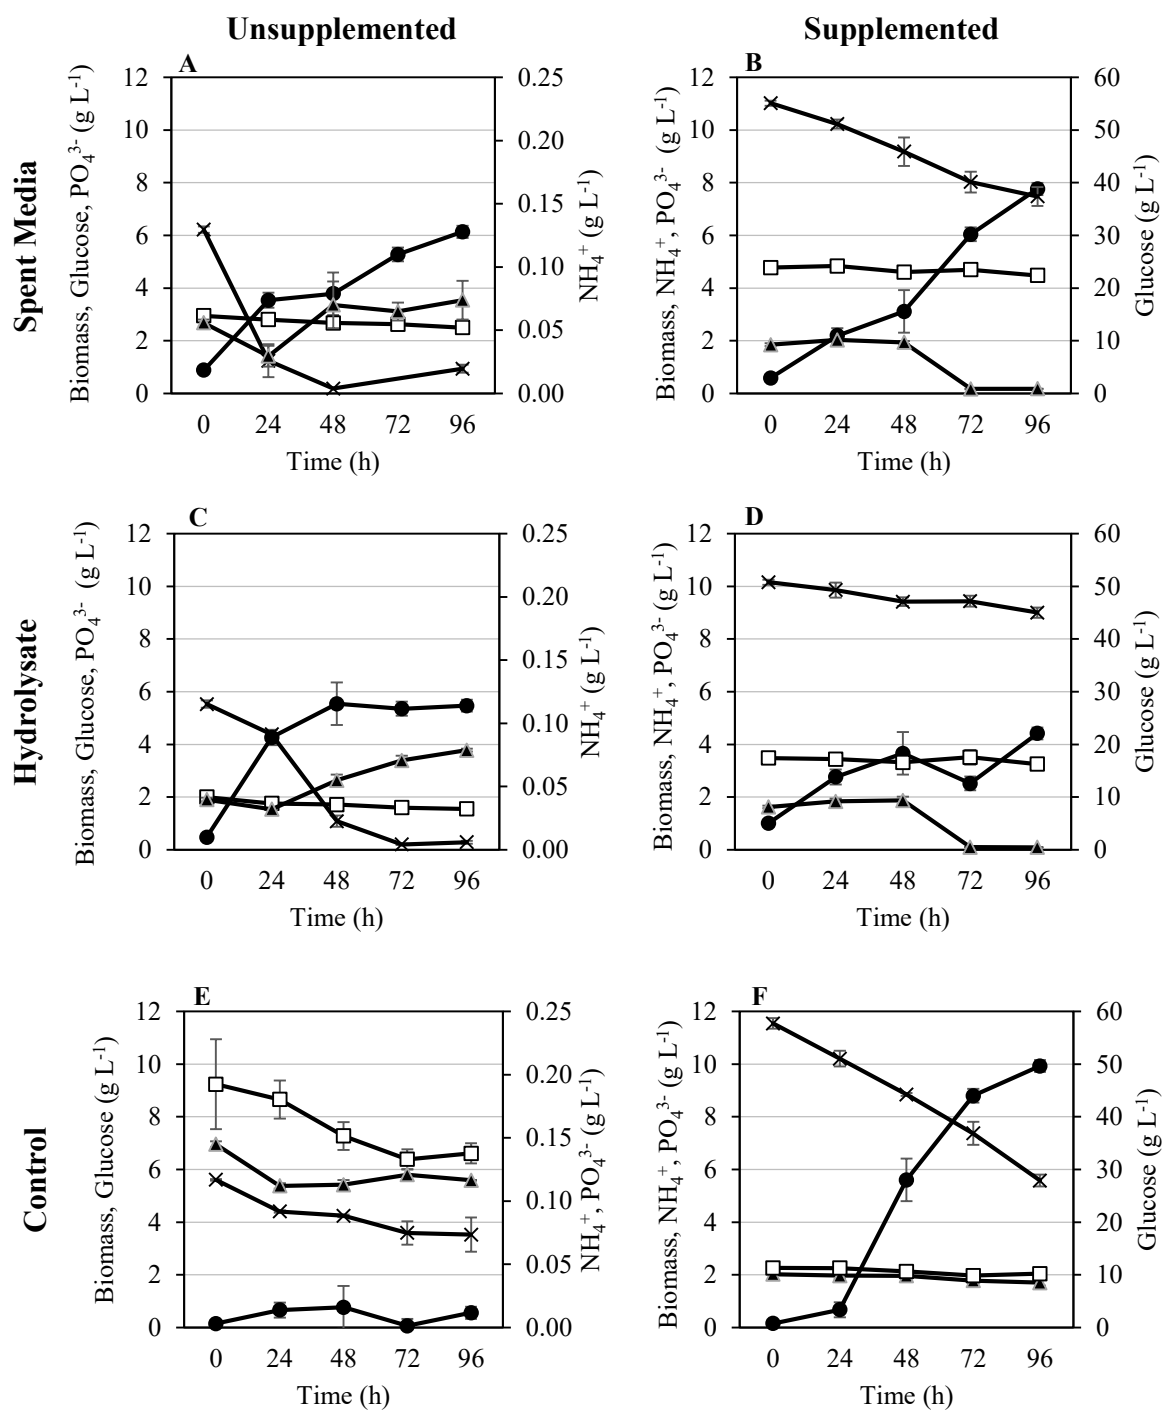 Unsupplemented
Supplemented
Spent Media
A
Biomass, Glucose, PO₄³⁻ (g L⁻¹)
12
10
8
6
4
2
0
0.25
0.20
0.15
0.10
0.05
0.00
NH₄⁺ (g L⁻¹)
0 24 48 72 96
Time (h)
B
Biomass, NH₄⁺, PO₄³⁻ (g L⁻¹)
12
10
8
6
4
2
0
60
50
40
30
20
10
0
Glucose (g L⁻¹)
0 24 48 72 96
Time (h)
Hydrolysate
C
Biomass, Glucose, PO₄³⁻ (g L⁻¹)
12
10
8
6
4
2
0
0.25
0.20
0.15
0.10
0.05
0.00
NH₄⁺ (g L⁻¹)
0 24 48 72 96
Time (h)
D
Biomass, NH₄⁺, PO₄³⁻ (g L⁻¹)
12
10
8
6
4
2
0
60
50
40
30
20
10
0
Glucose (g L⁻¹)
0 24 48 72 96
Time (h)
Control
E
Biomass, Glucose (g L⁻¹)
12
10
8
6
4
2
0
0.25
0.20
0.15
0.10
0.05
0.00
NH₄⁺, PO₄³⁻ (g L⁻¹)
0 24 48 72 96
Time (h)
F
Biomass, NH₄⁺, PO₄³⁻ (g L⁻¹)
12
10
8
6
4
2
0
60
50
40
30
20
10
0
Glucose (g L⁻¹)
0 24 48 72 96
Time (h)